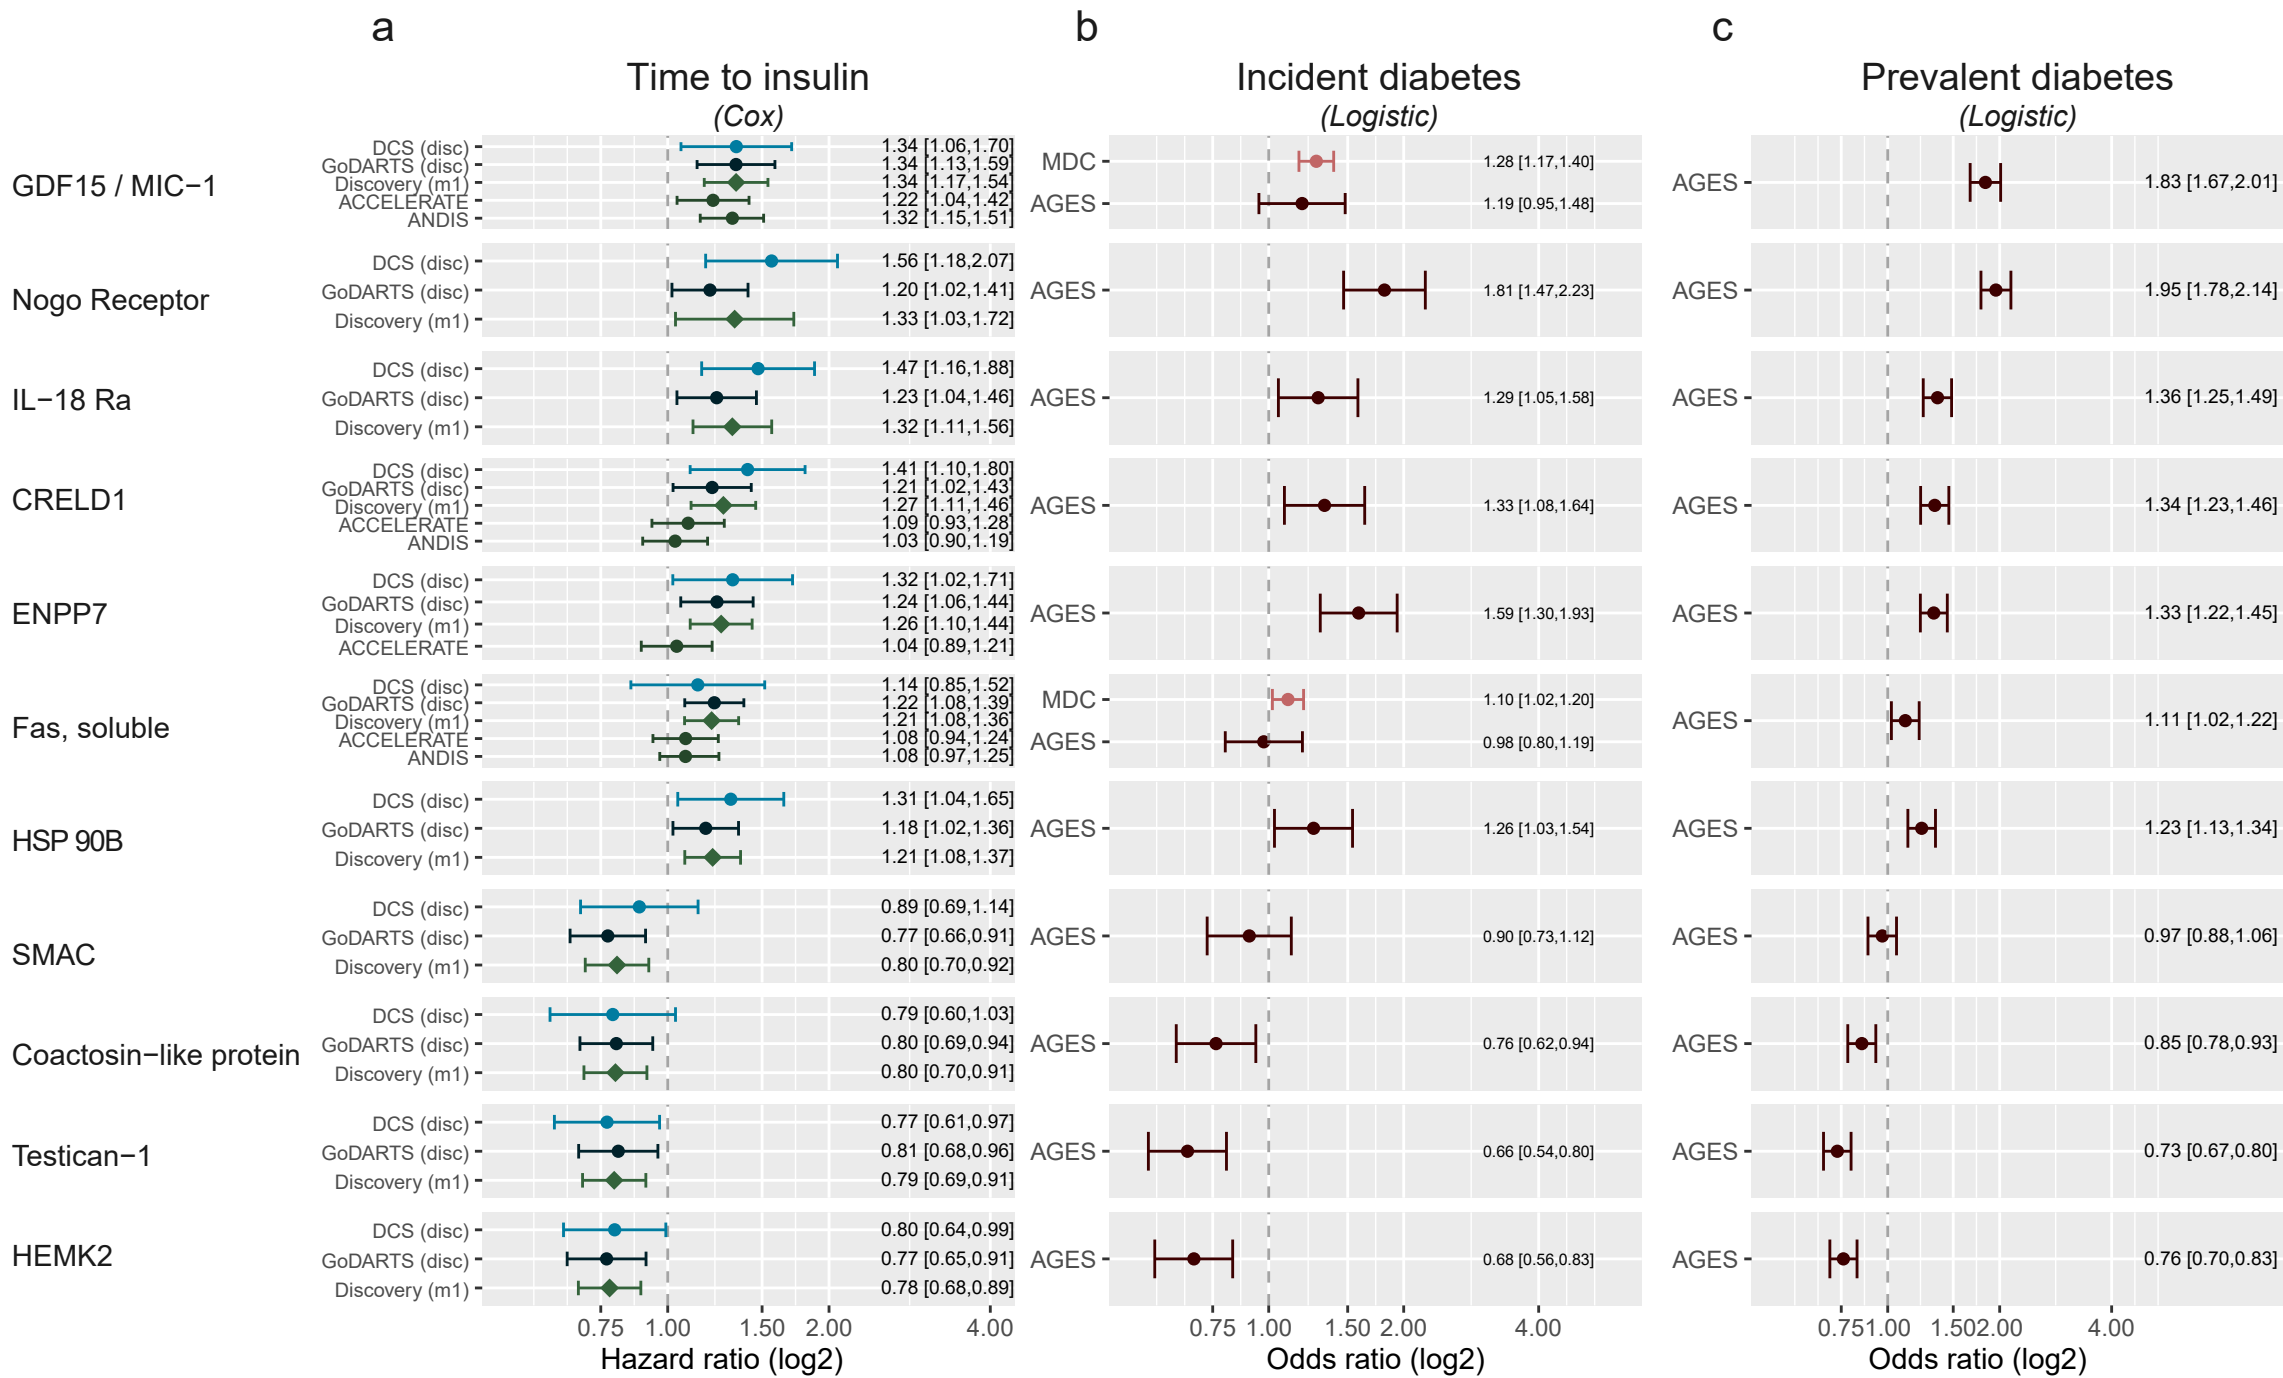 a
b
c
Time to insulin
(Cox)
Incident diabetes
(Logistic)
Prevalent diabetes
(Logistic)
GDF15 / MIC−1
DCS (disc)
1.34 [1.06,1.70]
GoDARTS (disc)
1.34 [1.13,1.59]
Discovery (m1)
1.34 [1.17,1.54]
ACCELERATE
1.22 [1.04,1.42]
ANDIS
1.32 [1.15,1.51]
MDC
1.28 [1.17,1.40]
AGES
1.19 [0.95,1.48]
AGES
1.83 [1.67,2.01]
Nogo Receptor
DCS (disc)
1.56 [1.18,2.07]
GoDARTS (disc)
1.20 [1.02,1.41]
Discovery (m1)
1.33 [1.03,1.72]
AGES
1.81 [1.47,2.23]
AGES
1.95 [1.78,2.14]
IL−18 Ra
DCS (disc)
1.47 [1.16,1.88]
GoDARTS (disc)
1.23 [1.04,1.46]
Discovery (m1)
1.32 [1.11,1.56]
AGES
1.29 [1.05,1.58]
AGES
1.36 [1.25,1.49]
CRELD1
DCS (disc)
1.41 [1.10,1.80]
GoDARTS (disc)
1.21 [1.02,1.43]
Discovery (m1)
1.27 [1.11,1.46]
ACCELERATE
1.09 [0.93,1.28]
ANDIS
1.03 [0.90,1.19]
AGES
1.33 [1.08,1.64]
AGES
1.34 [1.23,1.46]
ENPP7
DCS (disc)
1.32 [1.02,1.71]
GoDARTS (disc)
1.24 [1.06,1.44]
Discovery (m1)
1.26 [1.10,1.44]
ACCELERATE
1.04 [0.89,1.21]
AGES
1.59 [1.30,1.93]
AGES
1.33 [1.22,1.45]
Fas, soluble
DCS (disc)
1.14 [0.85,1.52]
GoDARTS (disc)
1.22 [1.08,1.39]
Discovery (m1)
1.21 [1.08,1.36]
ACCELERATE
1.08 [0.94,1.24]
ANDIS
1.08 [0.97,1.25]
MDC
1.10 [1.02,1.20]
AGES
0.98 [0.80,1.19]
AGES
1.11 [1.02,1.22]
HSP 90B
DCS (disc)
1.31 [1.04,1.65]
GoDARTS (disc)
1.18 [1.02,1.36]
Discovery (m1)
1.21 [1.08,1.37]
AGES
1.26 [1.03,1.54]
AGES
1.23 [1.13,1.34]
SMAC
DCS (disc)
0.89 [0.69,1.14]
GoDARTS (disc)
0.77 [0.66,0.91]
Discovery (m1)
0.80 [0.70,0.92]
AGES
0.90 [0.73,1.12]
AGES
0.97 [0.88,1.06]
Coactosin−like protein
DCS (disc)
0.79 [0.60,1.03]
GoDARTS (disc)
0.80 [0.69,0.94]
Discovery (m1)
0.80 [0.70,0.91]
AGES
0.76 [0.62,0.94]
AGES
0.85 [0.78,0.93]
Testican−1
DCS (disc)
0.77 [0.61,0.97]
GoDARTS (disc)
0.81 [0.68,0.96]
Discovery (m1)
0.79 [0.69,0.91]
AGES
0.66 [0.54,0.80]
AGES
0.73 [0.67,0.80]
HEMK2
DCS (disc)
0.80 [0.64,0.99]
GoDARTS (disc)
0.77 [0.65,0.91]
Discovery (m1)
0.78 [0.68,0.89]
AGES
0.68 [0.56,0.83]
AGES
0.76 [0.70,0.83]
0.75 1.00 1.50 2.00 4.00
Hazard ratio (log2)
0.75 1.00 1.50 2.00 4.00
Odds ratio (log2)
0.75 1.00 1.50 2.00 4.00
Odds ratio (log2)